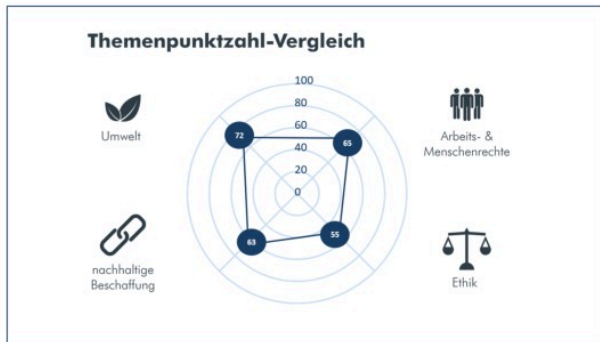 Themenpunktzahl-Vergleich
100
80
60
40
20
0
72
65
63
55
Umwelt
Arbeits- &
Menschenrechte
nachhaltige
Beschaffung
Ethik